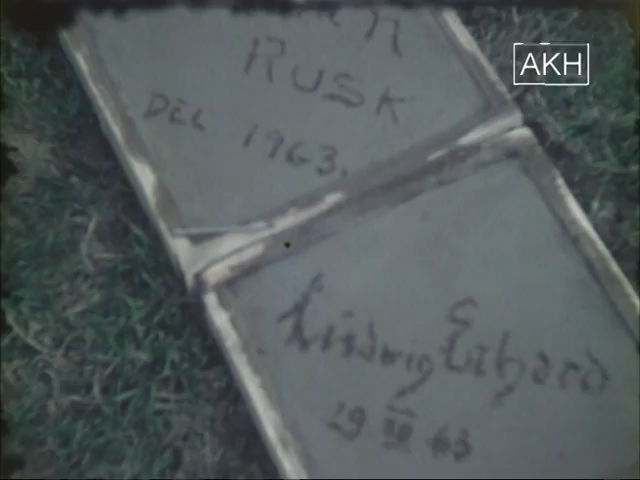 AKH
RUSK
DEC 1963.
Ludwig Erhard
29 XII 63